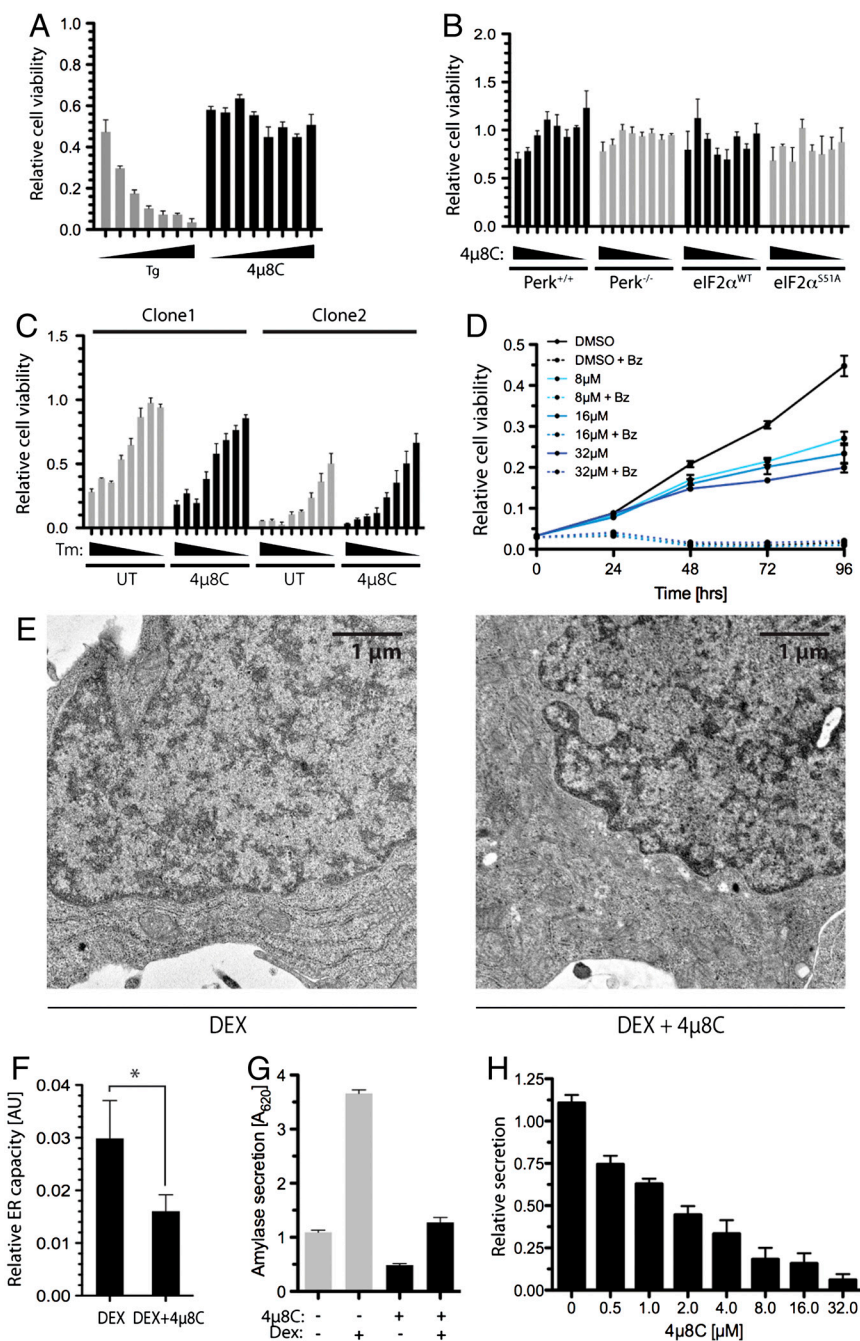 A
Relative cell viability
1.0
0.8
0.6
0.4
0.2
0.0
Tg
4µ8C
B
Relative cell viability
2.0
1.5
1.0
0.5
0.0
4µ8C:
Perk+/+
Perk-/-
eIF2αWT
eIF2αS51A
C
Clone1
Clone2
Relative cell viability
1.5
1.0
0.5
0.0
Tm:
UT
4µ8C
UT
4µ8C
D
Relative cell viability
0.5
0.4
0.3
0.2
0.1
0.0
DMSO
DMSO + Bz
8µM
8µM + Bz
16µM
16µM + Bz
32µM
32µM + Bz
0 24 48 72 96
Time [hrs]
E
1 µm
1 µm
DEX
DEX + 4µ8C
F
Relative ER capacity [AU]
0.04
0.03
0.02
0.01
0.00
*
DEX DEX+4µ8C
G
Amylase secretion [A620]
4
3
2
1
0
4µ8C: - - + +
Dex: - + - +
H
Relative secretion
1.25
1.00
0.75
0.50
0.25
0.00
0 0.5 1.0 2.0 4.0 8.0 16.0 32.0
4µ8C [µM]